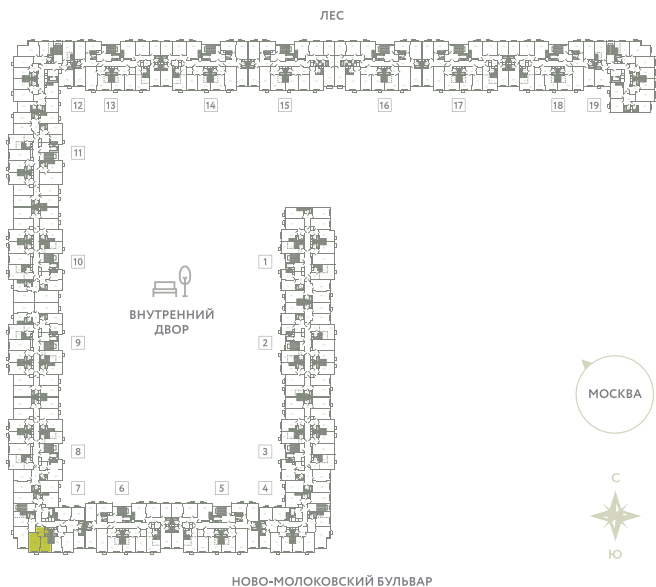 ЛЕС
12 13 14 15 16 17 18 19
11
10 1
ВНУТРЕННИЙ
ДВОР
9 2
МОСКВА
8 3
7 6 5 4
С
Ю
НОВО-МОЛОКОВСКИЙ БУЛЬВАР